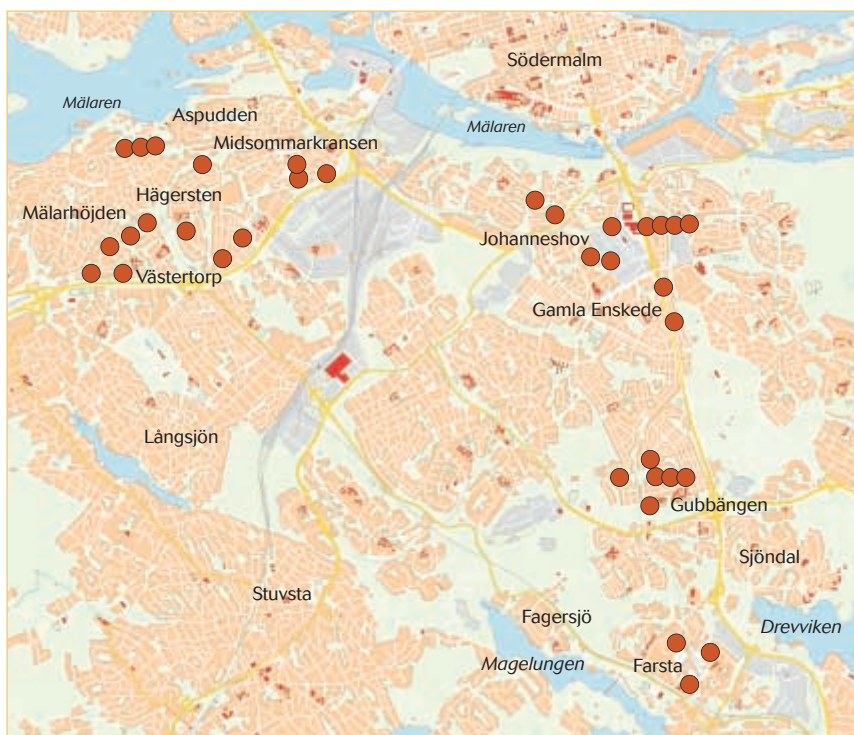 Södermalm
Mälaren
Aspudden
Mälaren
Midsommarkransen
Hägersten
Mälarhöjden
Johanneshov
Västertorp
Gamla Enskede
Långsjön
Gubbängen
Sjöndal
Stuvsta
Fagersjö
Drevviken
Magelungen
Farsta